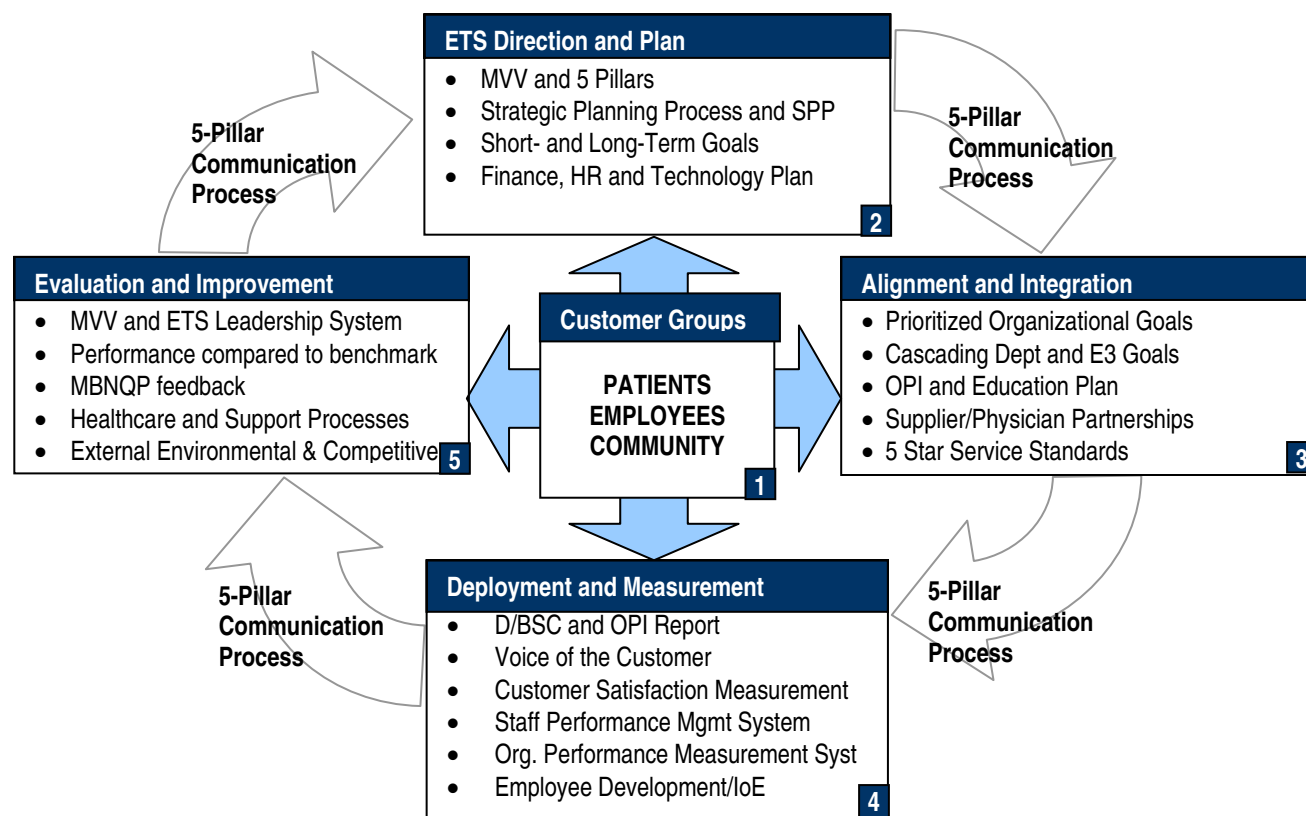 ETS Direction and Plan
• MVV and 5 Pillars
• Strategic Planning Process and SPP
• Short- and Long-Term Goals
• Finance, HR and Technology Plan
2
5-Pillar
Communication
Process
5-Pillar
Communication
Process
Evaluation and Improvement
• MVV and ETS Leadership System
• Performance compared to benchmark
• MBNQP feedback
• Healthcare and Support Processes
• External Environmental & Competitive
5
Customer Groups
PATIENTS
EMPLOYEES
COMMUNITY
1
Alignment and Integration
• Prioritized Organizational Goals
• Cascading Dept and E3 Goals
• OPI and Education Plan
• Supplier/Physician Partnerships
• 5 Star Service Standards
3
5-Pillar
Communication
Process
Deployment and Measurement
• D/BSC and OPI Report
• Voice of the Customer
• Customer Satisfaction Measurement
• Staff Performance Mgmt System
• Org. Performance Measurement Syst
• Employee Development/IoE
4
5-Pillar
Communication
Process